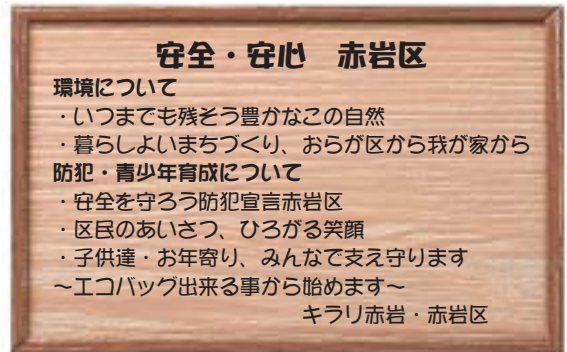 安全・安心　赤岩区
環境について
・いつまでも残そう豊かなこの自然
・暮らしよいまちづくり、おらが区から我が家から
防犯・青少年育成について
・安全を守ろう防犯宣言赤岩区
・区民のあいさつ、ひろがる笑顔
・子供達・お年寄り、みんなで支え守ります
～エコバッグ出来る事から始めます～
キラリ赤岩・赤岩区